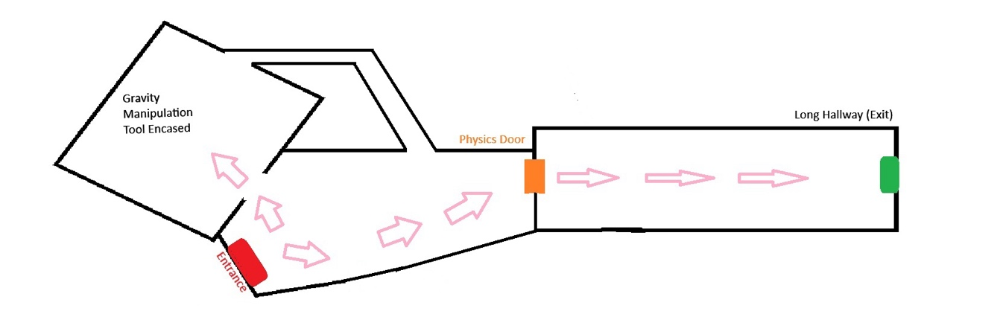 Gravity
Manipulation
Tool Encased
Entrance
Physics Door
Long Hallway (Exit)